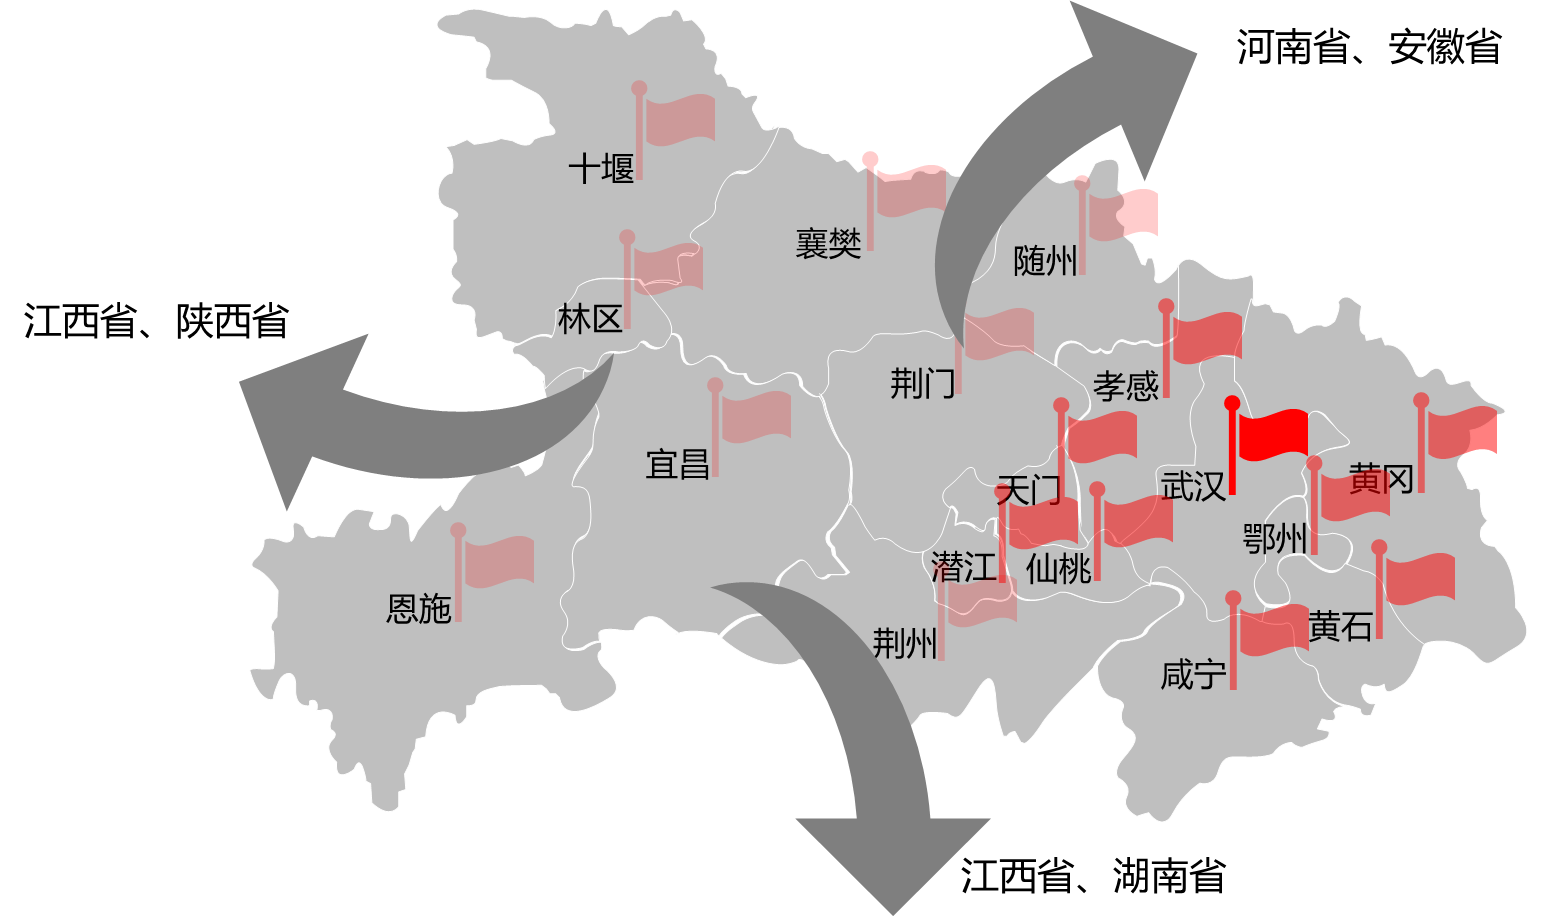 河南省、安徽省
十堰
襄樊
随州
林区
江西省、陕西省
荆门
孝感
宜昌
天门
武汉
黄冈
鄂州
潜江
仙桃
恩施
荆州
黄石
咸宁
江西省、湖南省